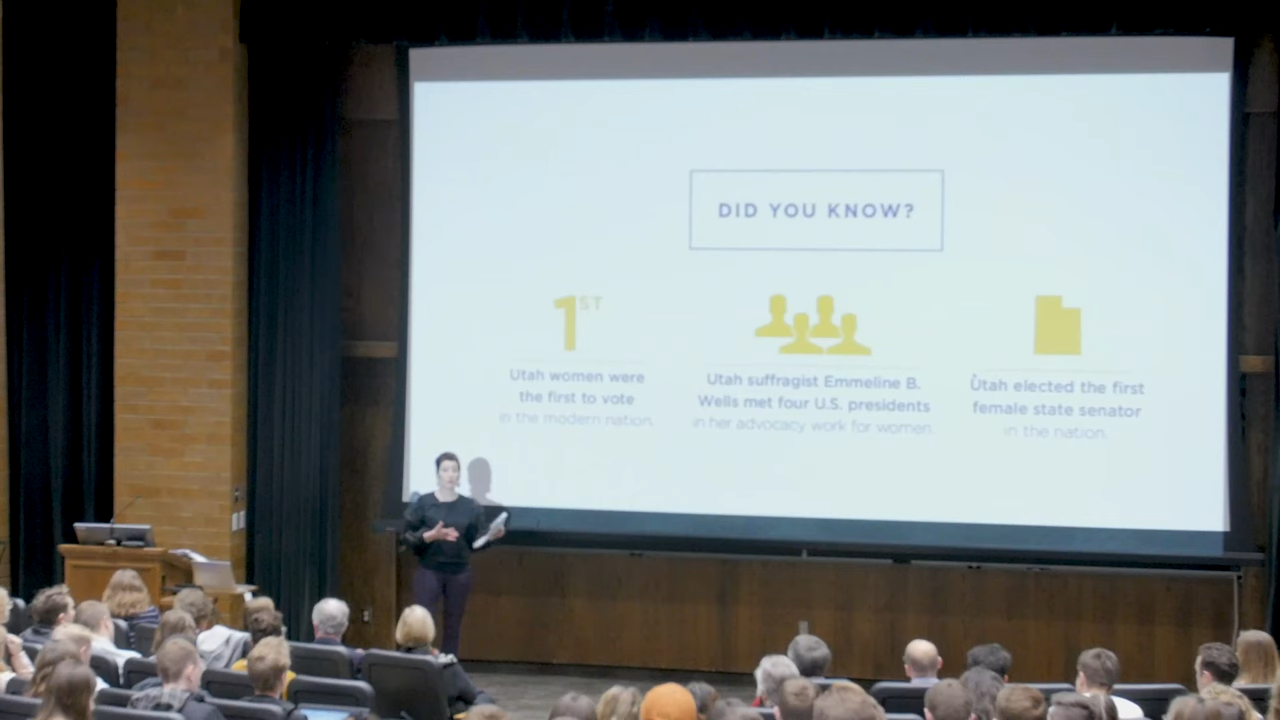 DID YOU KNOW?
1ST
Utah women were
the first to vote
in the modern nation.
Utah suffragist Emmeline B.
Wells met four U.S. presidents
in her advocacy work for women.
Utah elected the first
female state senator
in the nation.